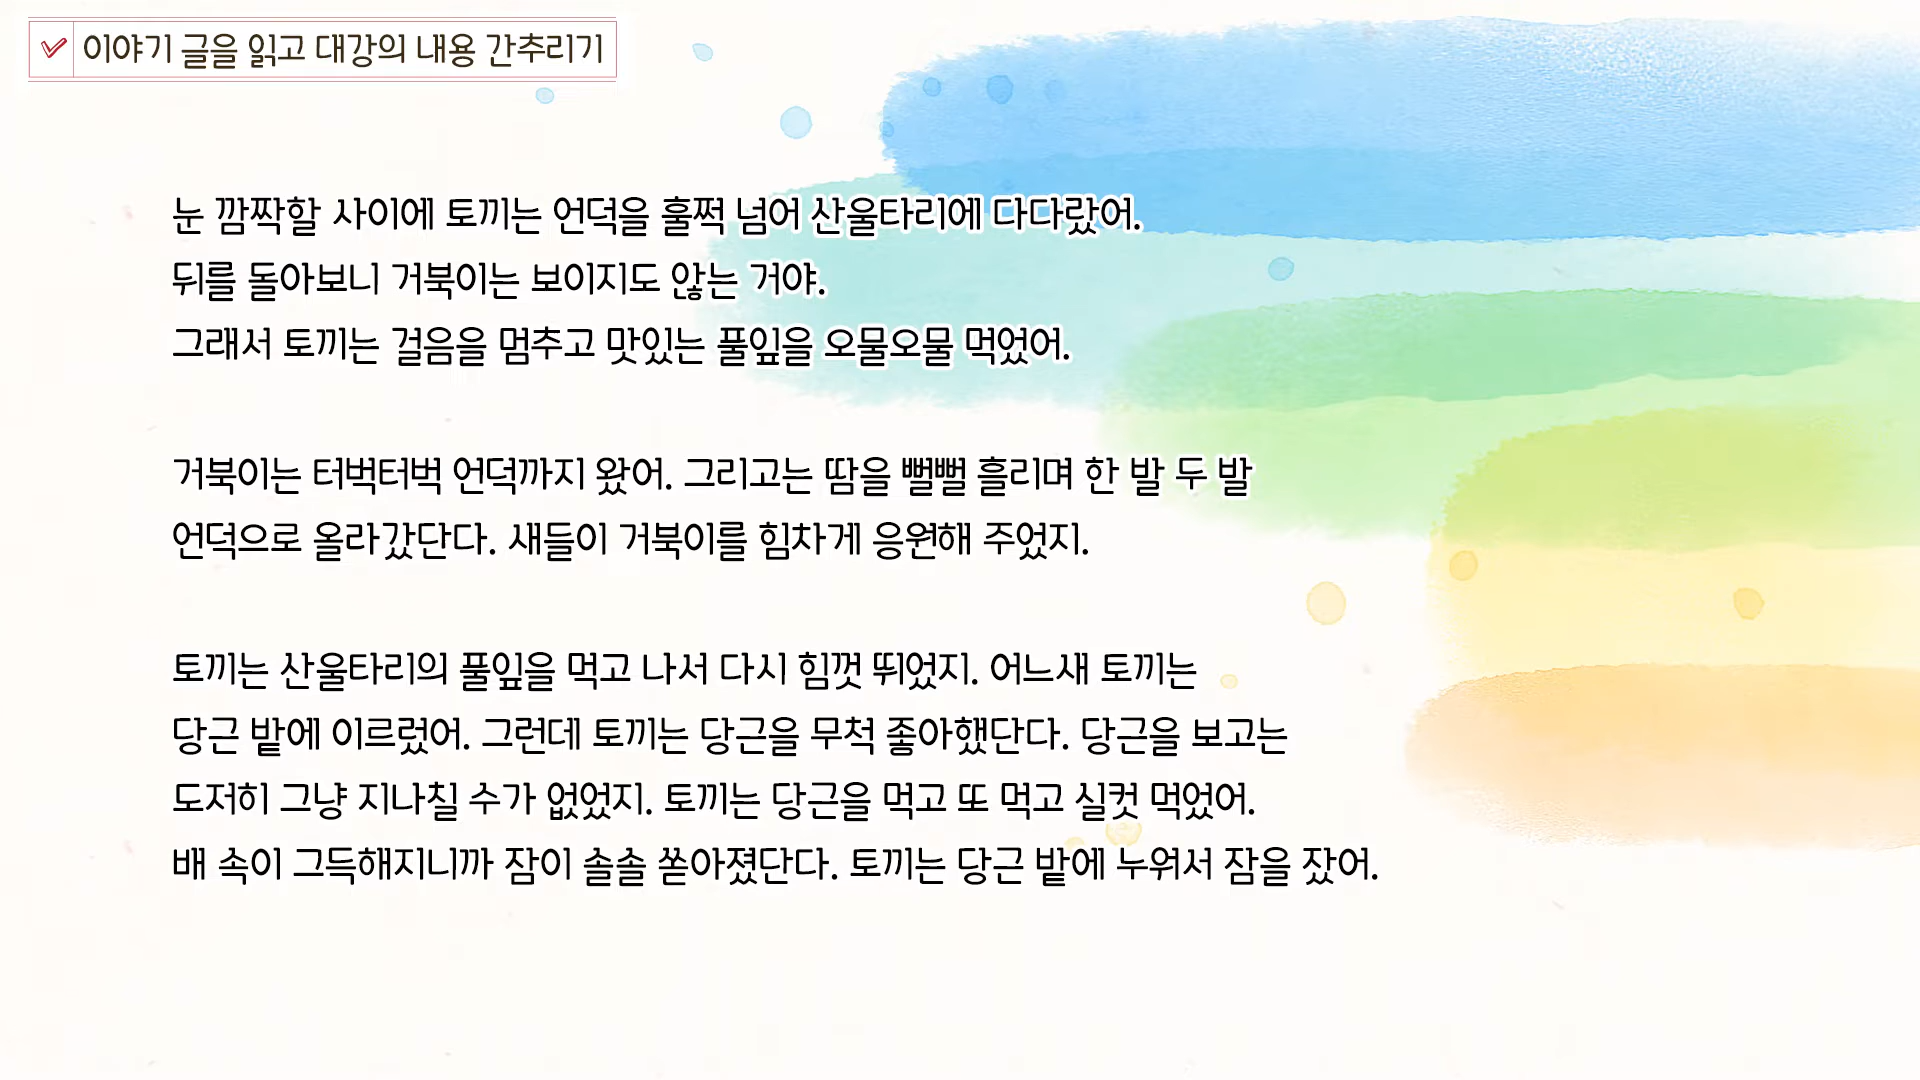 이야기 글을 읽고 대강의 내용 간추리기
눈 깜짝할 사이에 토끼는 언덕을 훌쩍 넘어 산울타리에 다다랐어.
뒤를 돌아보니 거북이는 보이지도 않는 거야.
그래서 토끼는 걸음을 멈추고 맛있는 풀잎을 오물오물 먹었어.
거북이는 터벅터벅 언덕까지 왔어. 그리고는 땀을 뻘뻘 흘리며 한 발 두 발
언덕으로 올라갔단다. 새들이 거북이를 힘차게 응원해 주었지.
토끼는 산울타리의 풀잎을 먹고 나서 다시 힘껏 뛰었지. 어느새 토끼는
당근 밭에 이르렀어. 그런데 토끼는 당근을 무척 좋아했단다. 당근을 보고는
도저히 그냥 지나칠 수가 없었지. 토끼는 당근을 먹고 또 먹고 실컷 먹었어.
배 속이 그득해지니까 잠이 솔솔 쏟아졌단다. 토끼는 당근 밭에 누워서 잠을 잤어.